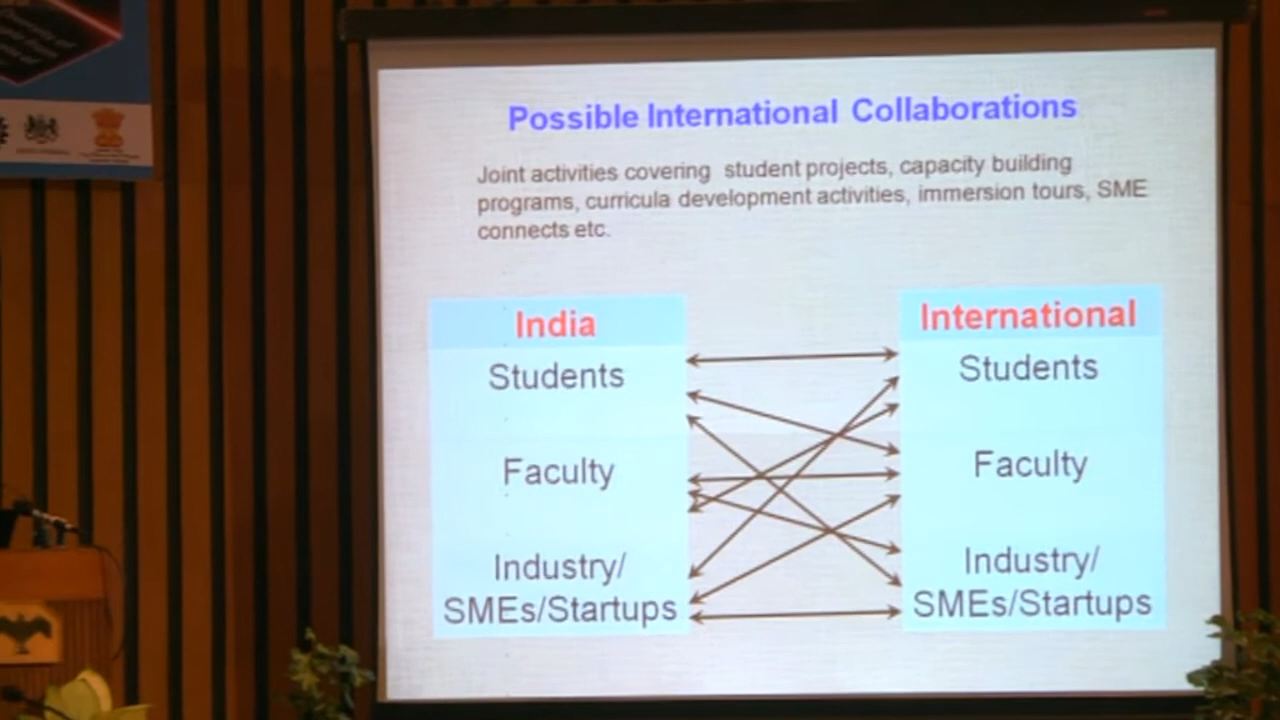 Possible International Collaborations
Joint activities covering student projects, capacity building
programs, curricula development activities, immersion tours, SME
connects etc.
India
Students
Faculty
Industry/
SMEs/Startups
International
Students
Faculty
Industry/
SMEs/Startups